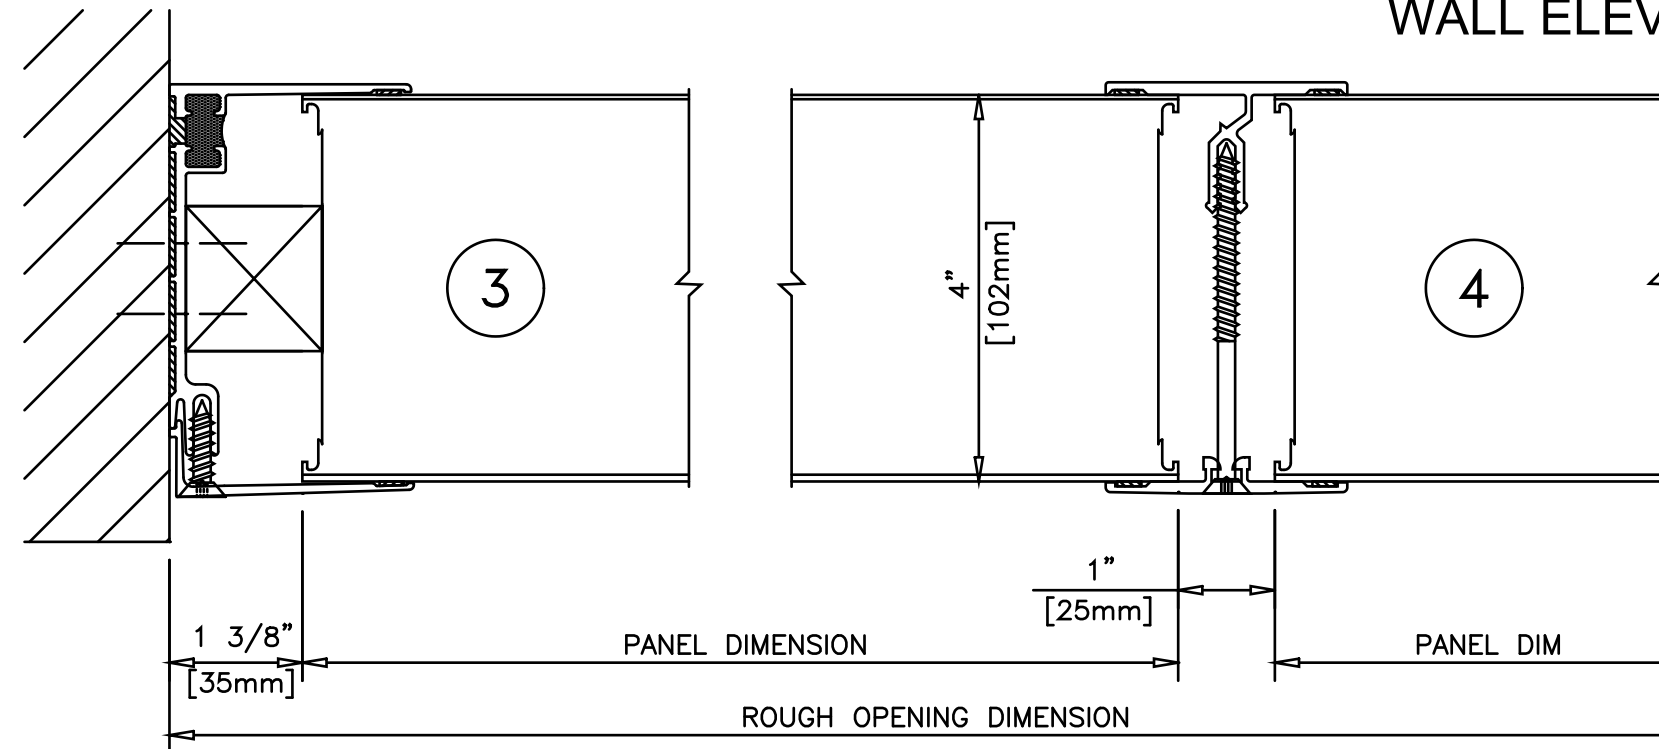 WALL ELEV
3
4"
[102mm]
4
1"
[25mm]
1 3/8"
[35mm]
PANEL DIMENSION
PANEL DIM
ROUGH OPENING DIMENSION